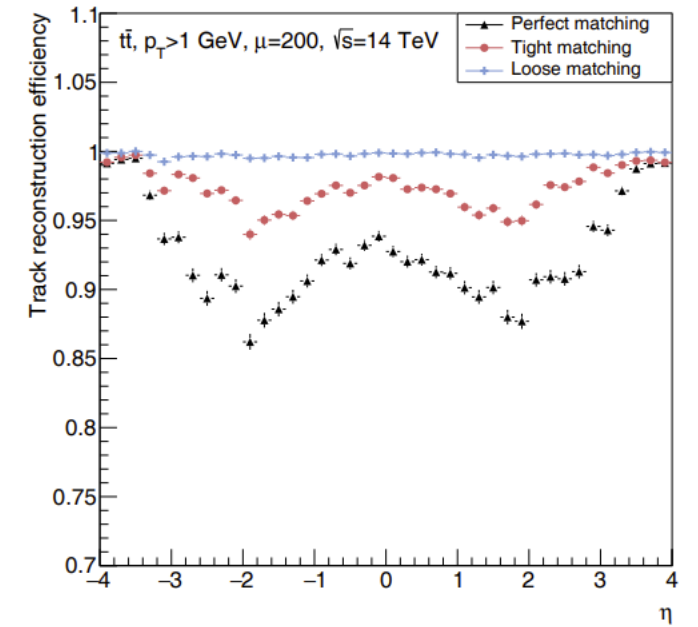 1.1
tt̄, p_T>1 GeV, μ=200, √s=14 TeV
Perfect matching
Tight matching
Loose matching
Track reconstruction efficiency
1.05
1
0.95
0.9
0.85
0.8
0.75
0.7
−4 −3 −2 −1 0 1 2 3 4
η